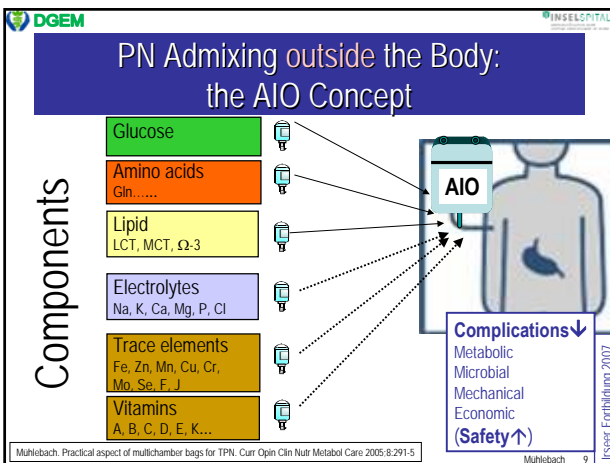 DGEM
INSELSPITAL
PN Admixing outside the Body:
the AIO Concept
Components
Glucose
Amino acids
Gln......
Lipid
LCT, MCT, Ω-3
Electrolytes
Na, K, Ca, Mg, P, Cl
Trace elements
Fe, Zn, Mn, Cu, Cr,
Mo, Se, F, J
Vitamins
A, B, C, D, E, K...
AIO
Complications↓
Metabolic
Microbial
Mechanical
Economic
(Safety↑)
Mühlebach. Practical aspect of multichamber bags for TPN. Curr Opin Clin Nutr Metabol Care 2005;8:291-5
Irseer Fortbildung 2007
Mühlebach 9